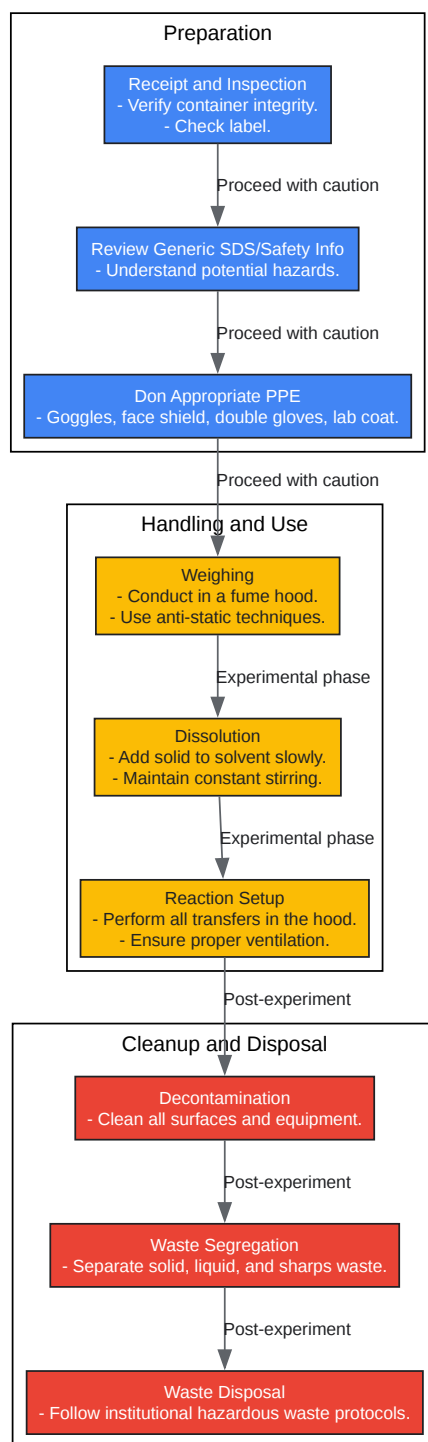 Preparation
Receipt and Inspection
- Verify container integrity.
- Check label.
Proceed with caution
Review Generic SDS/Safety Info
- Understand potential hazards.
Proceed with caution
Don Appropriate PPE
- Goggles, face shield, double gloves, lab coat.
Proceed with caution
Handling and Use
Weighing
- Conduct in a fume hood.
- Use anti-static techniques.
Experimental phase
Dissolution
- Add solid to solvent slowly.
- Maintain constant stirring.
Experimental phase
Reaction Setup
- Perform all transfers in the hood.
- Ensure proper ventilation.
Post-experiment
Cleanup and Disposal
Decontamination
- Clean all surfaces and equipment.
Post-experiment
Waste Segregation
- Separate solid, liquid, and sharps waste.
Post-experiment
Waste Disposal
- Follow institutional hazardous waste protocols.